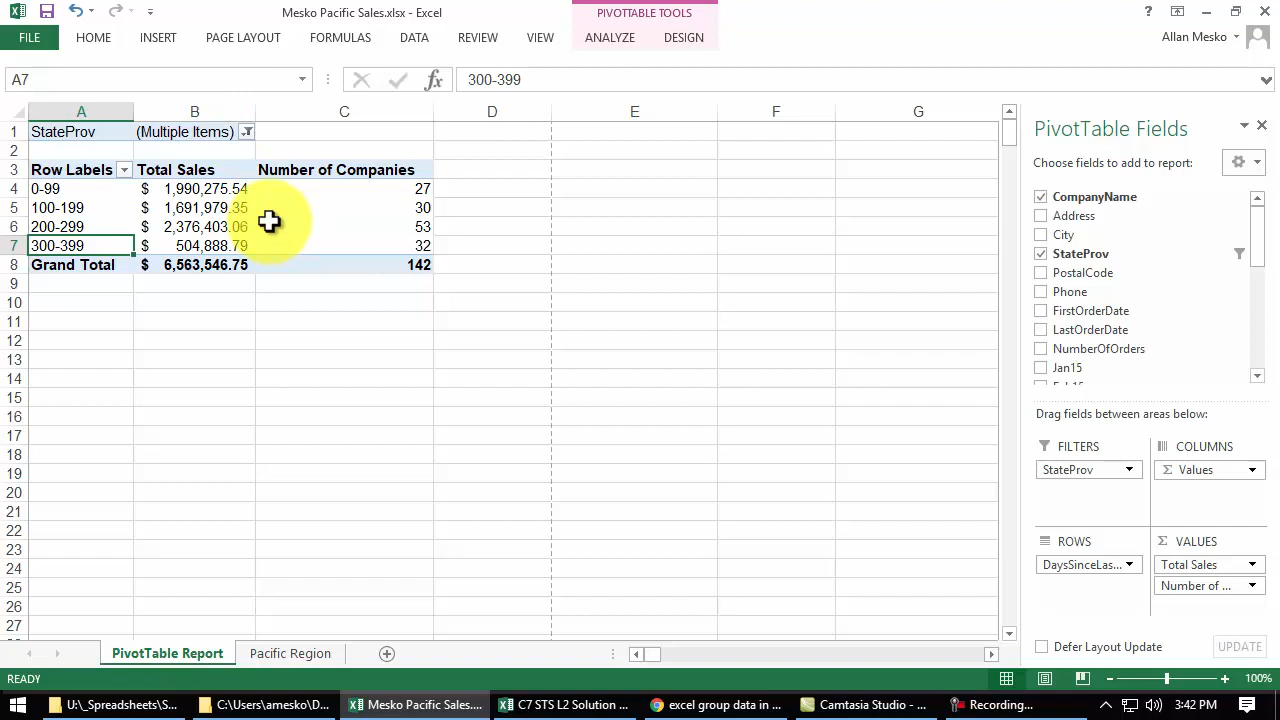 Mesko Pacific Sales.xlsx - Excel
PIVOTTABLE TOOLS
?
FILE HOME INSERT PAGE LAYOUT FORMULAS DATA REVIEW VIEW ANALYZE DESIGN
Allan Mesko
A7 fx 300-399
A B C D E F G
1 StateProv (Multiple Items)
2
3 Row Labels Total Sales Number of Companies
4 0-99 $ 1,990,275.54 27
5 100-199 $ 1,691,979.35 30
6 200-299 $ 2,376,403.06 53
7 300-399 $ 504,888.79 32
8 Grand Total $ 6,563,546.75 142
9
10
11
12
13
14
15
16
17
18
19
20
21
22
23
24
25
26
27
PivotTable Fields
Choose fields to add to report:
CompanyName
Address
City
StateProv
PostalCode
Phone
FirstOrderDate
LastOrderDate
NumberOfOrders
Jan15
Drag fields between areas below:
FILTERS
StateProv
COLUMNS
Σ Values
ROWS
DaysSinceLas...
Σ VALUES
Total Sales
Number of ...
Defer Layout Update UPDATE
PivotTable Report Pacific Region
READY
100%
U:\_Spreadsheets\S...
C:\Users\amesko\D...
Mesko Pacific Sales...
C7 STS L2 Solution ...
excel group data in ...
Camtasia Studio - ...
Recording...
3:42 PM